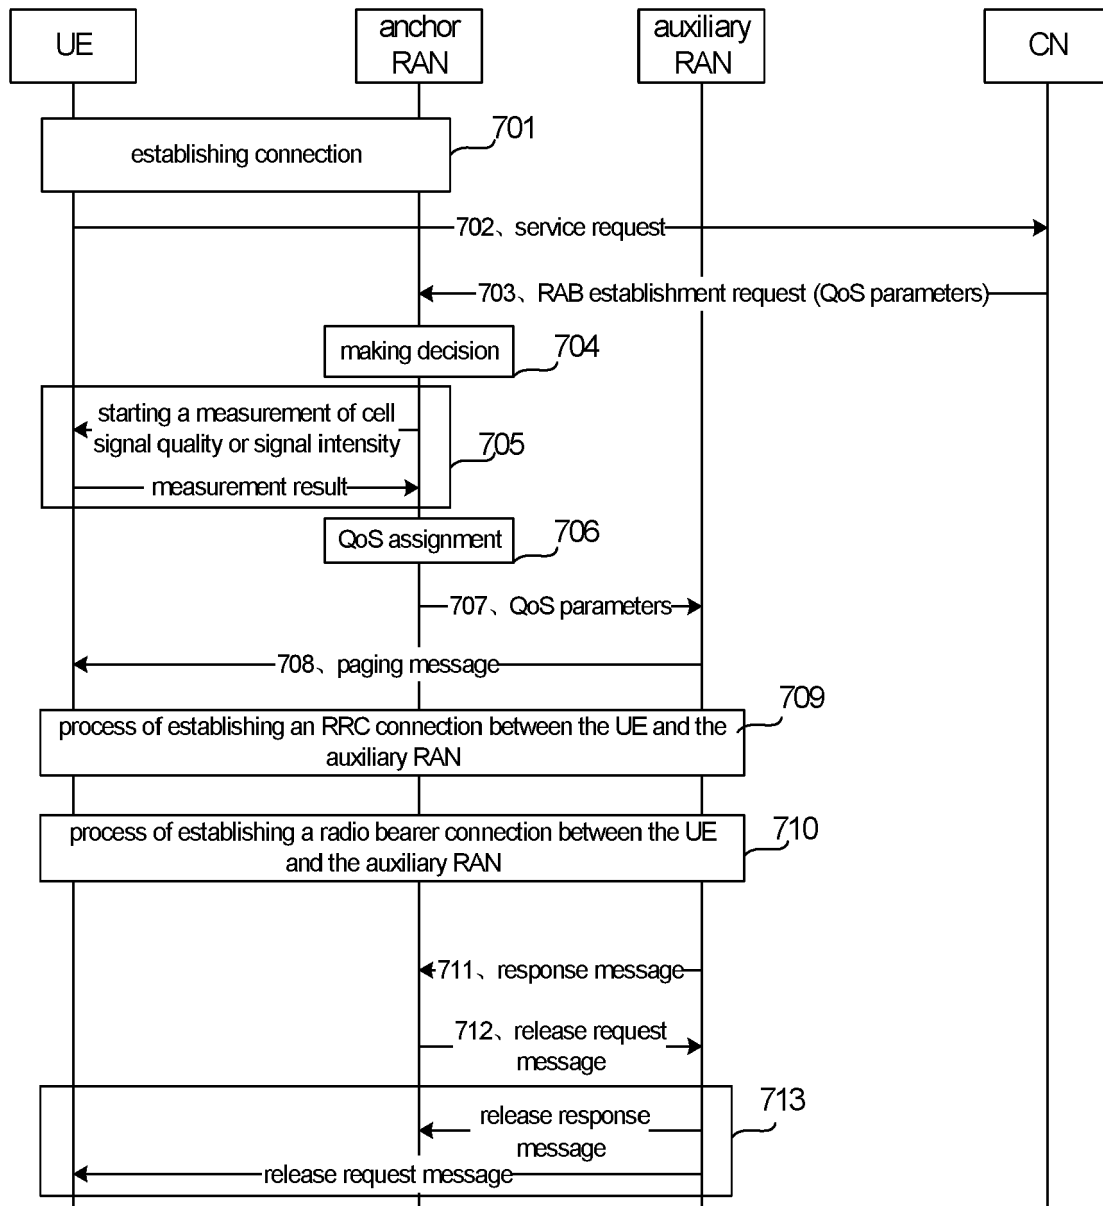 UE
anchor
RAN
auxiliary
RAN
CN
701
establishing connection
702、service request
703、RAB establishment request (QoS parameters)
making decision
704
starting a measurement of cell
signal quality or signal intensity
705
measurement result
QoS assignment
706
707、QoS parameters
708、paging message
709
process of establishing an RRC connection between the UE and the
auxiliary RAN
process of establishing a radio bearer connection between the UE
and the auxiliary RAN
710
711、response message
712、release request
message
713
release response
message
release request message